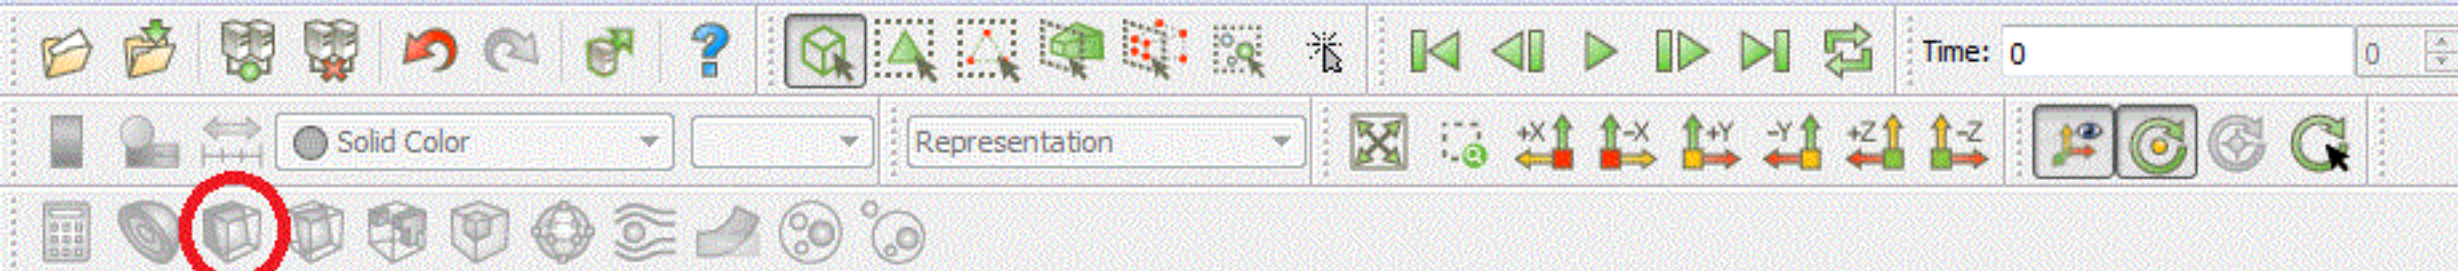 Time: 0 0
Solid Color Representation +X -X +Y -Y +Z -Z